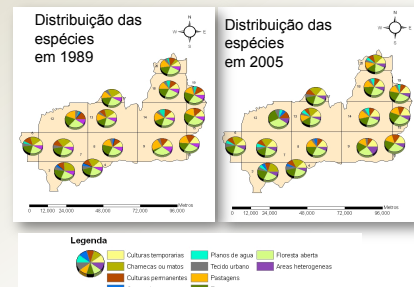 Distribuição das
espécies
em 1989
Distribuição das
espécies
em 2005
N
W
E
S
N
W
E
S
Metros
0 12,000 24,000 48,000 72,000 96,000
Metros
0 12,000 24,000 48,000 72,000 96,000
Legenda
Culturas temporarias
Planos de agua
Floresta aberta
Charnecas ou matos
Tecido urbano
Areas heterogeneas
Culturas permanentes
Pastagens